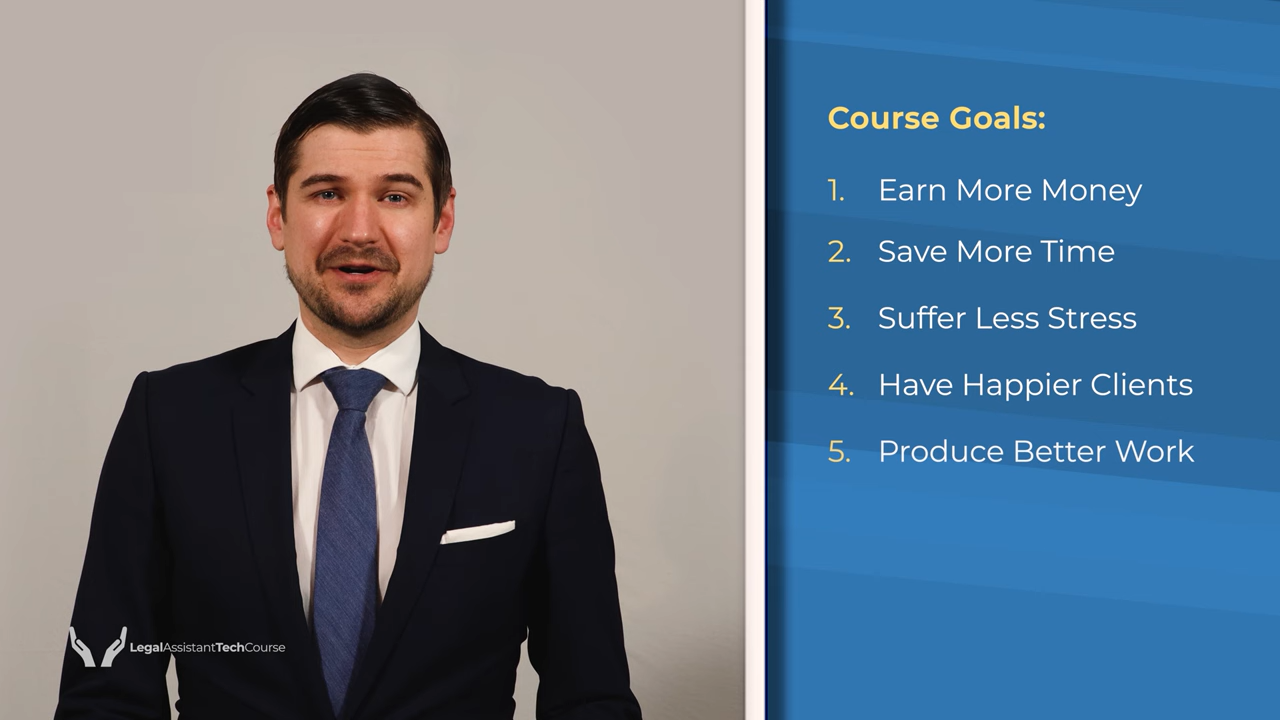 Course Goals:
1. Earn More Money
2. Save More Time
3. Suffer Less Stress
4. Have Happier Clients
5. Produce Better Work
LegalAssistantTechCourse